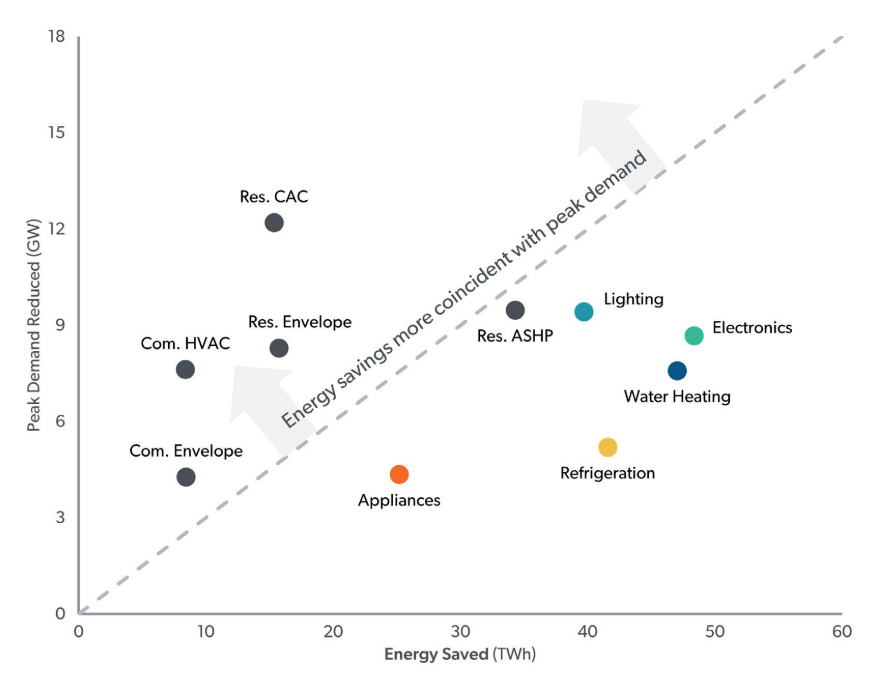 18
15
12
9
6
3
0
Peak Demand Reduced (GW)
Res. CAC
Energy savings more coincident with peak demand
Res. Envelope
Com. HVAC
Com. Envelope
Res. ASHP
Lighting
Electronics
Water Heating
Refrigeration
Appliances
0 10 20 30 40 50 60
Energy Saved (TWh)